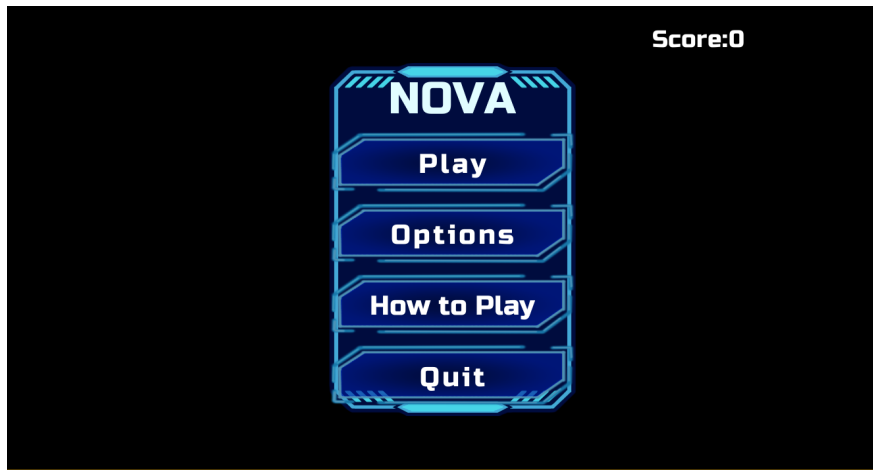 Score:0
NOVA
Play
Options
How to Play
Quit